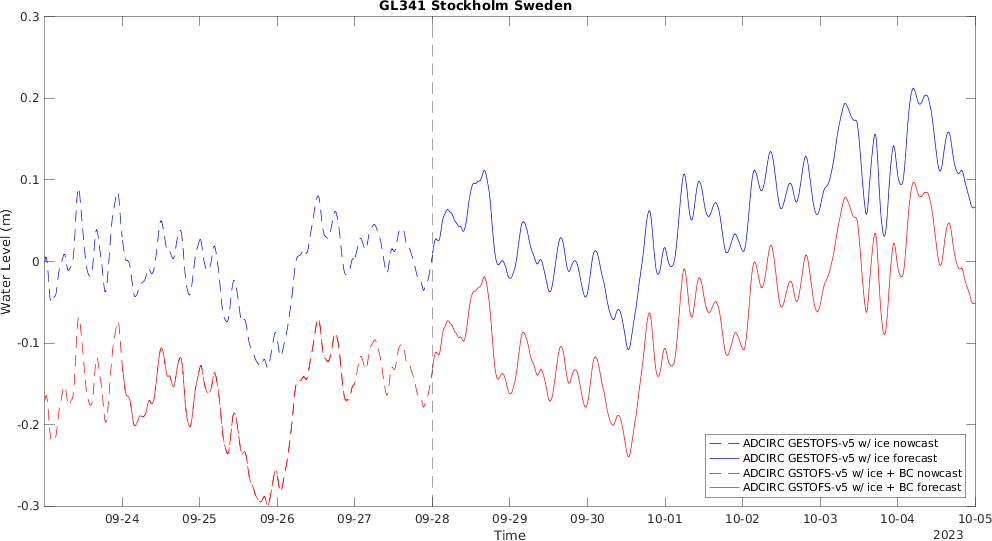 GL341 Stockholm Sweden
0.3
0.2
0.1
0
-0.1
-0.2
-0.3
Water Level (m)
ADCIRC GESTOFS-v5 w/ ice nowcast
ADCIRC GESTOFS-v5 w/ ice forecast
ADCIRC GSTOFS-v5 w/ ice + BC nowcast
ADCIRC GSTOFS-v5 w/ ice + BC forecast
09-24 09-25 09-26 09-27 09-28 09-29 09-30 10-01 10-02 10-03 10-04 10-05
Time
2023